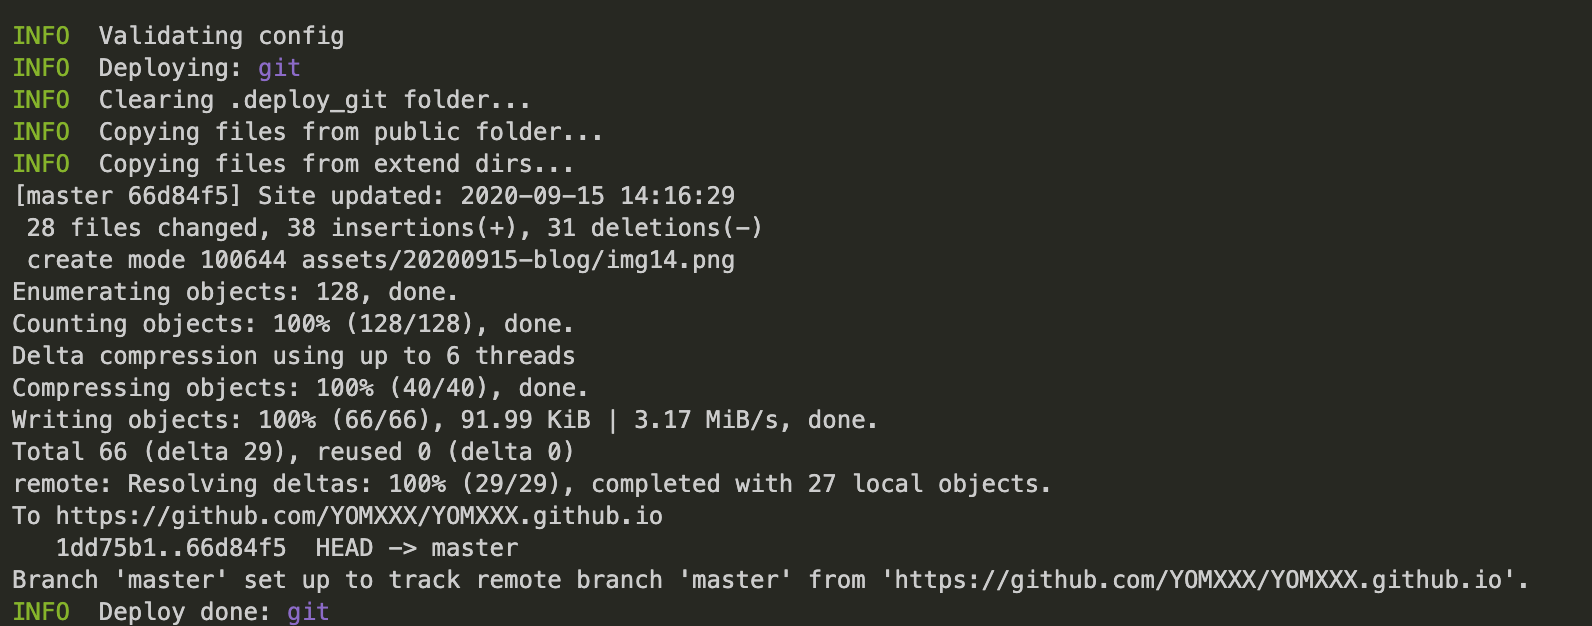 INFO  Validating config
INFO  Deploying: git
INFO  Clearing .deploy_git folder...
INFO  Copying files from public folder...
INFO  Copying files from extend dirs...
[master 66d84f5] Site updated: 2020-09-15 14:16:29
 28 files changed, 38 insertions(+), 31 deletions(-)
 create mode 100644 assets/20200915-blog/img14.png
Enumerating objects: 128, done.
Counting objects: 100% (128/128), done.
Delta compression using up to 6 threads
Compressing objects: 100% (40/40), done.
Writing objects: 100% (66/66), 91.99 KiB | 3.17 MiB/s, done.
Total 66 (delta 29), reused 0 (delta 0)
remote: Resolving deltas: 100% (29/29), completed with 27 local objects.
To https://github.com/YOMXXX/YOMXXX.github.io
   1dd75b1..66d84f5  HEAD -> master
Branch 'master' set up to track remote branch 'master' from 'https://github.com/YOMXXX/YOMXXX.github.io'.
INFO  Deploy done: git